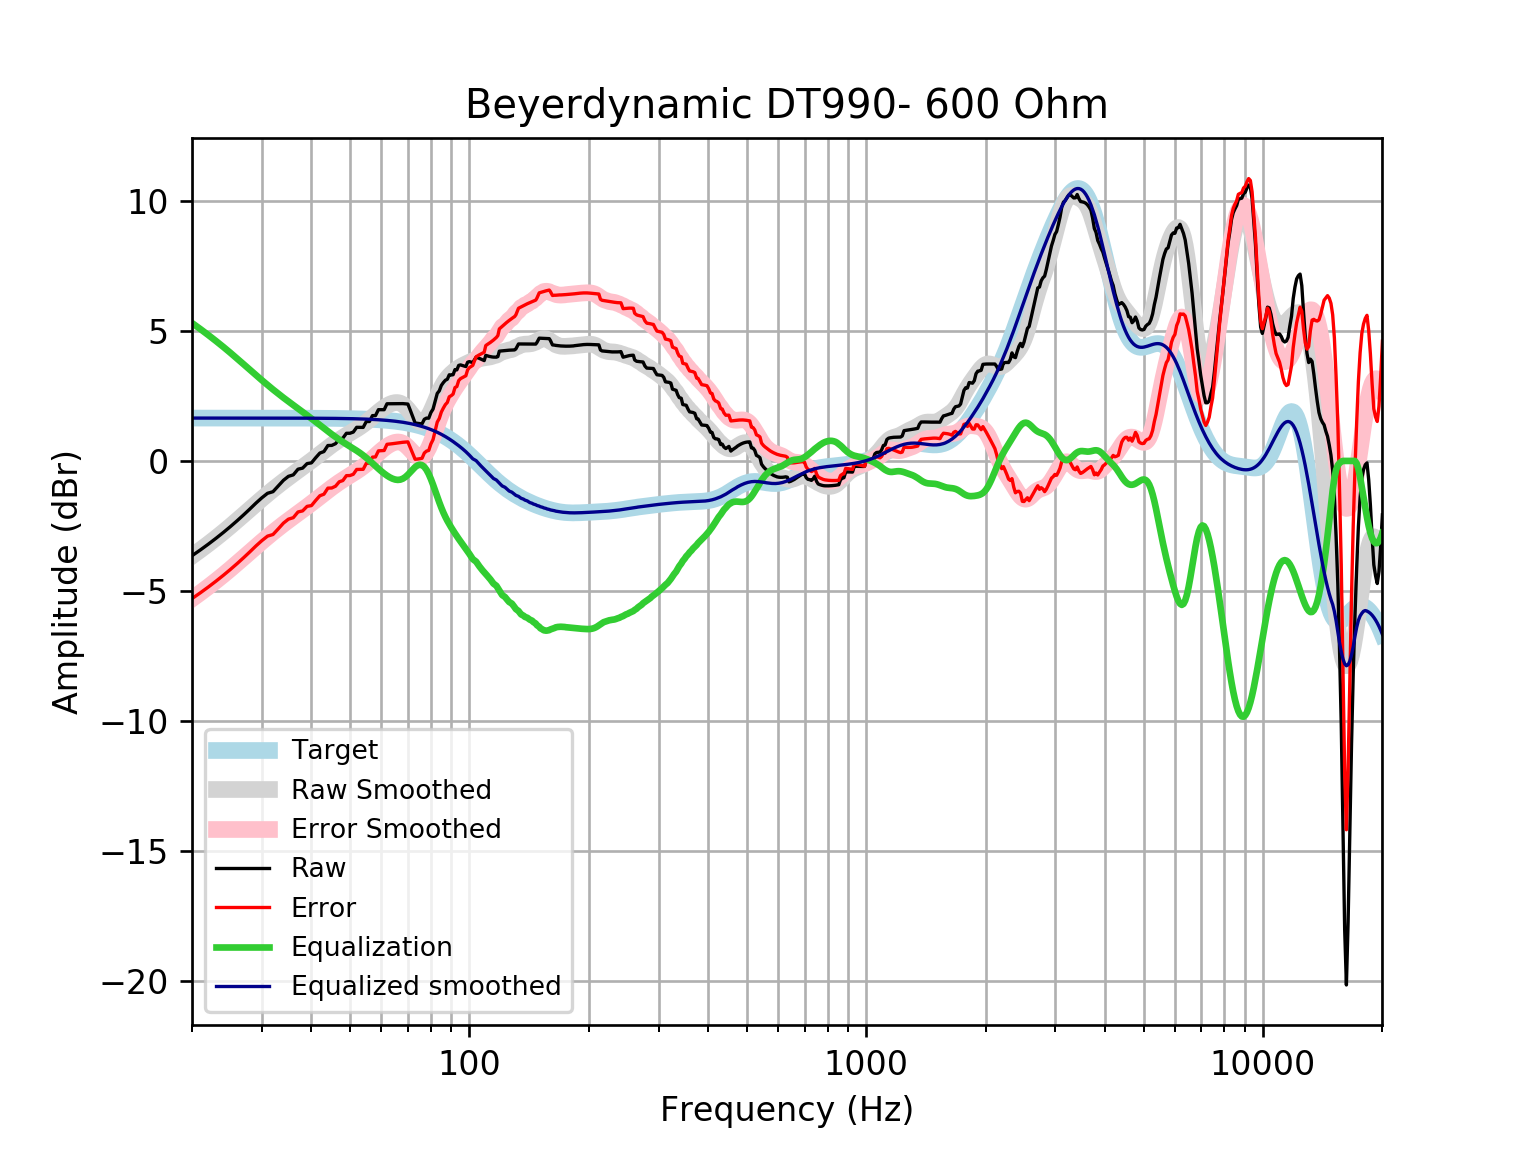 Beyerdynamic DT990- 600 Ohm
10
5
0
−5
−10
−15
−20
Amplitude (dBr)
Target
Raw Smoothed
Error Smoothed
Raw
Error
Equalization
Equalized smoothed
100
1000
10000
Frequency (Hz)